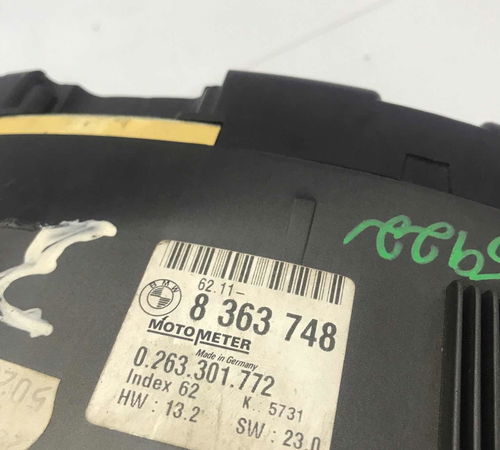 62.11-
BMW
8 363 748
MOTOMETER
Made in Germany
0.263.301.772
Index 62 K.. 5731
HW : 13.2 SW : 23.0